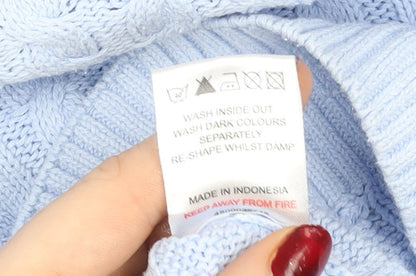 WASH INSIDE OUT
WASH DARK COLOURS
SEPARATELY
RE-SHAPE WHILST DAMP
MADE IN INDONESIA
KEEP AWAY FROM FIRE